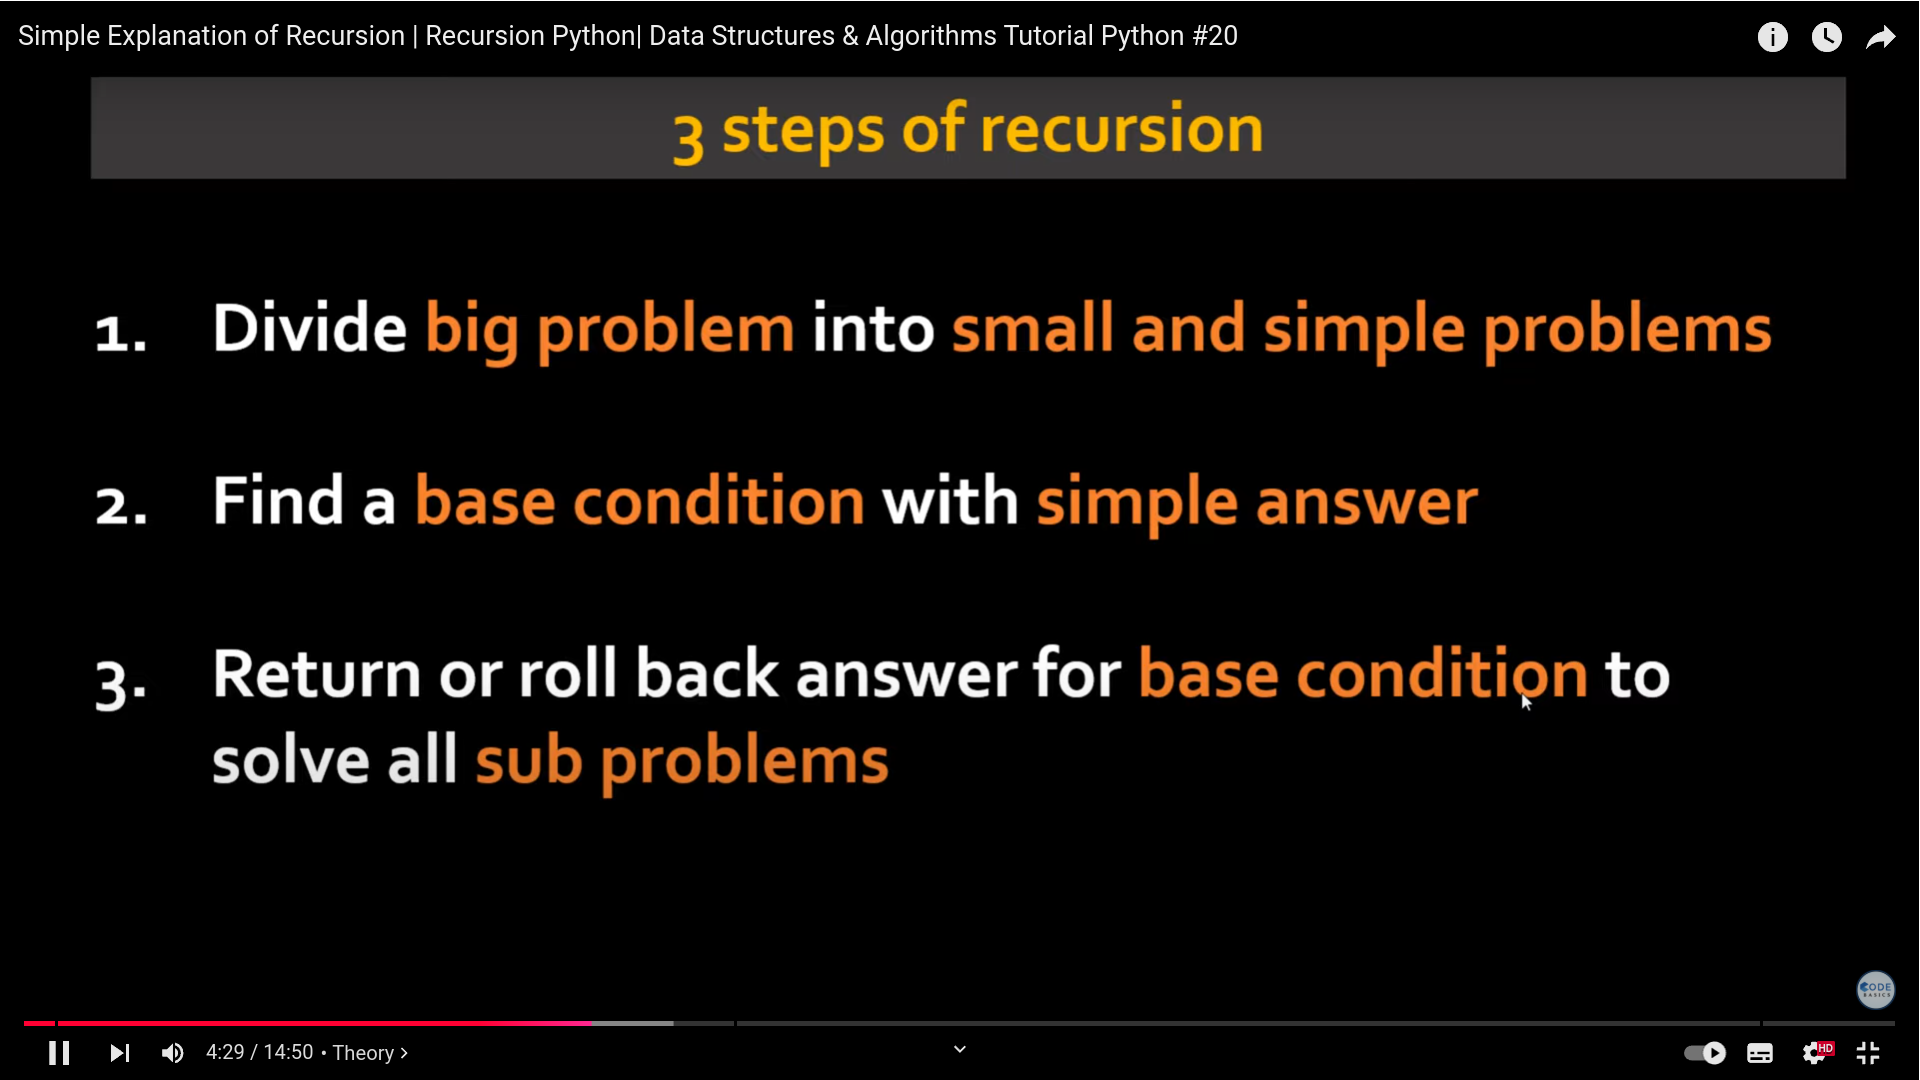 Simple Explanation of Recursion | Recursion Python| Data Structures & Algorithms Tutorial Python #20
3 steps of recursion
1. Divide big problem into small and simple problems
2. Find a base condition with simple answer
3. Return or roll back answer for base condition to
solve all sub problems
CODE
BASICS
4:29 / 14:50 • Theory >
HD